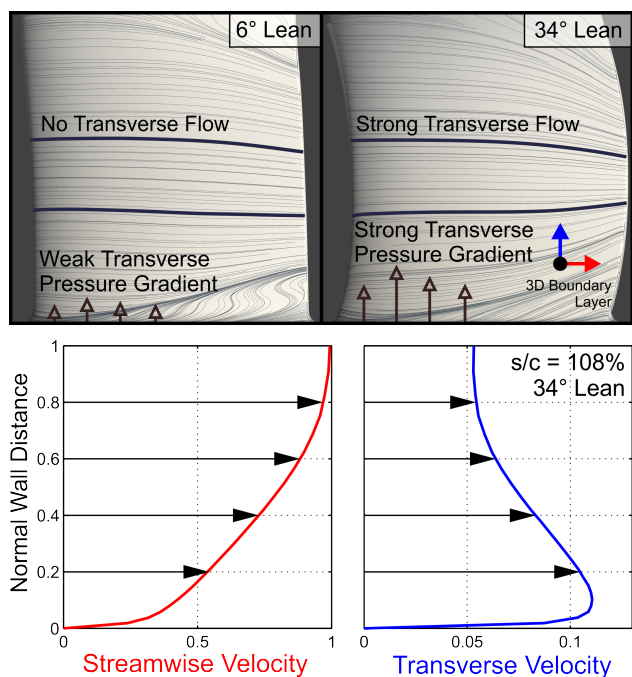 6° Lean
34° Lean
No Transverse Flow
Strong Transverse Flow
Weak Transverse
Pressure Gradient
Strong Transverse
Pressure Gradient
3D Boundary
Layer
Normal Wall Distance
0.8
0.6
0.4
0.2
0
0
0.5
1
Streamwise Velocity
s/c = 108%
34° Lean
0
0.05
0.1
Transverse Velocity